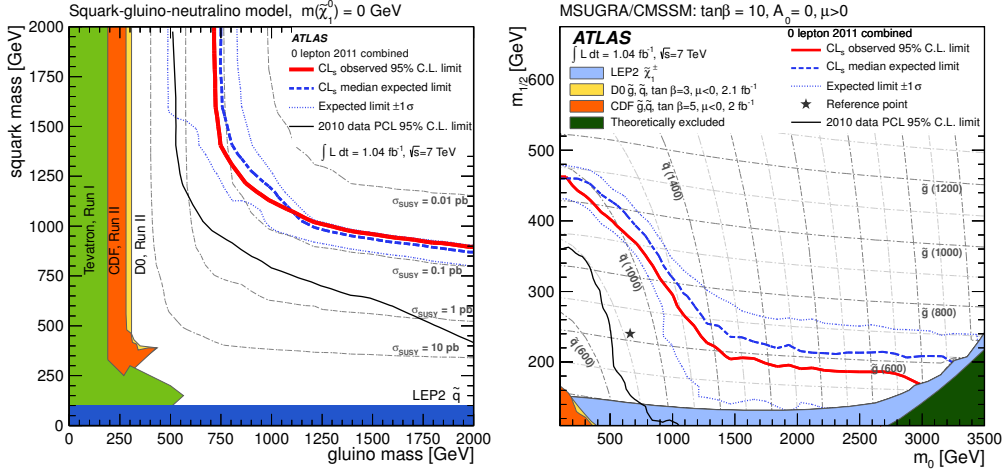 Squark-gluino-neutralino model, m(χ̃₁⁰) = 0 GeV
squark mass [GeV]
2000
1750
1500
1250
1000
750
500
250
0
ATLAS
0 lepton 2011 combined
CLₛ observed 95% C.L. limit
CLₛ median expected limit
Expected limit ±1 σ
2010 data PCL 95% C.L. limit
∫ L dt = 1.04 fb⁻¹, √s=7 TeV
Tevatron, Run I
CDF, Run II
D0, Run II
σ_SUSY = 0.01 pb
σ_SUSY = 0.1 pb
σ_SUSY = 1 pb
σ_SUSY = 10 pb
LEP2 q̃
0 250 500 750 1000 1250 1500 1750 2000
gluino mass [GeV]
MSUGRA/CMSSM: tanβ = 10, A₀= 0, μ>0
m₁/₂ [GeV]
600
500
400
300
200
ATLAS
∫ L dt = 1.04 fb⁻¹, √s=7 TeV
LEP2 χ̃₁±
D0 g̃, q̃, tan β=3, μ<0, 2.1 fb⁻¹
CDF g̃,q̃, tan β=5, μ<0, 2 fb⁻¹
Theoretically excluded
0 lepton 2011 combined
CLₛ observed 95% C.L. limit
CLₛ median expected limit
Expected limit ±1σ
Reference point
2010 data PCL 95% C.L. limit
q̃ (1400)
q̃ (1000)
q̃ (600)
g̃ (1200)
g̃ (1000)
g̃ (800)
g̃ (600)
500 1000 1500 2000 2500 3000 3500
m₀ [GeV]